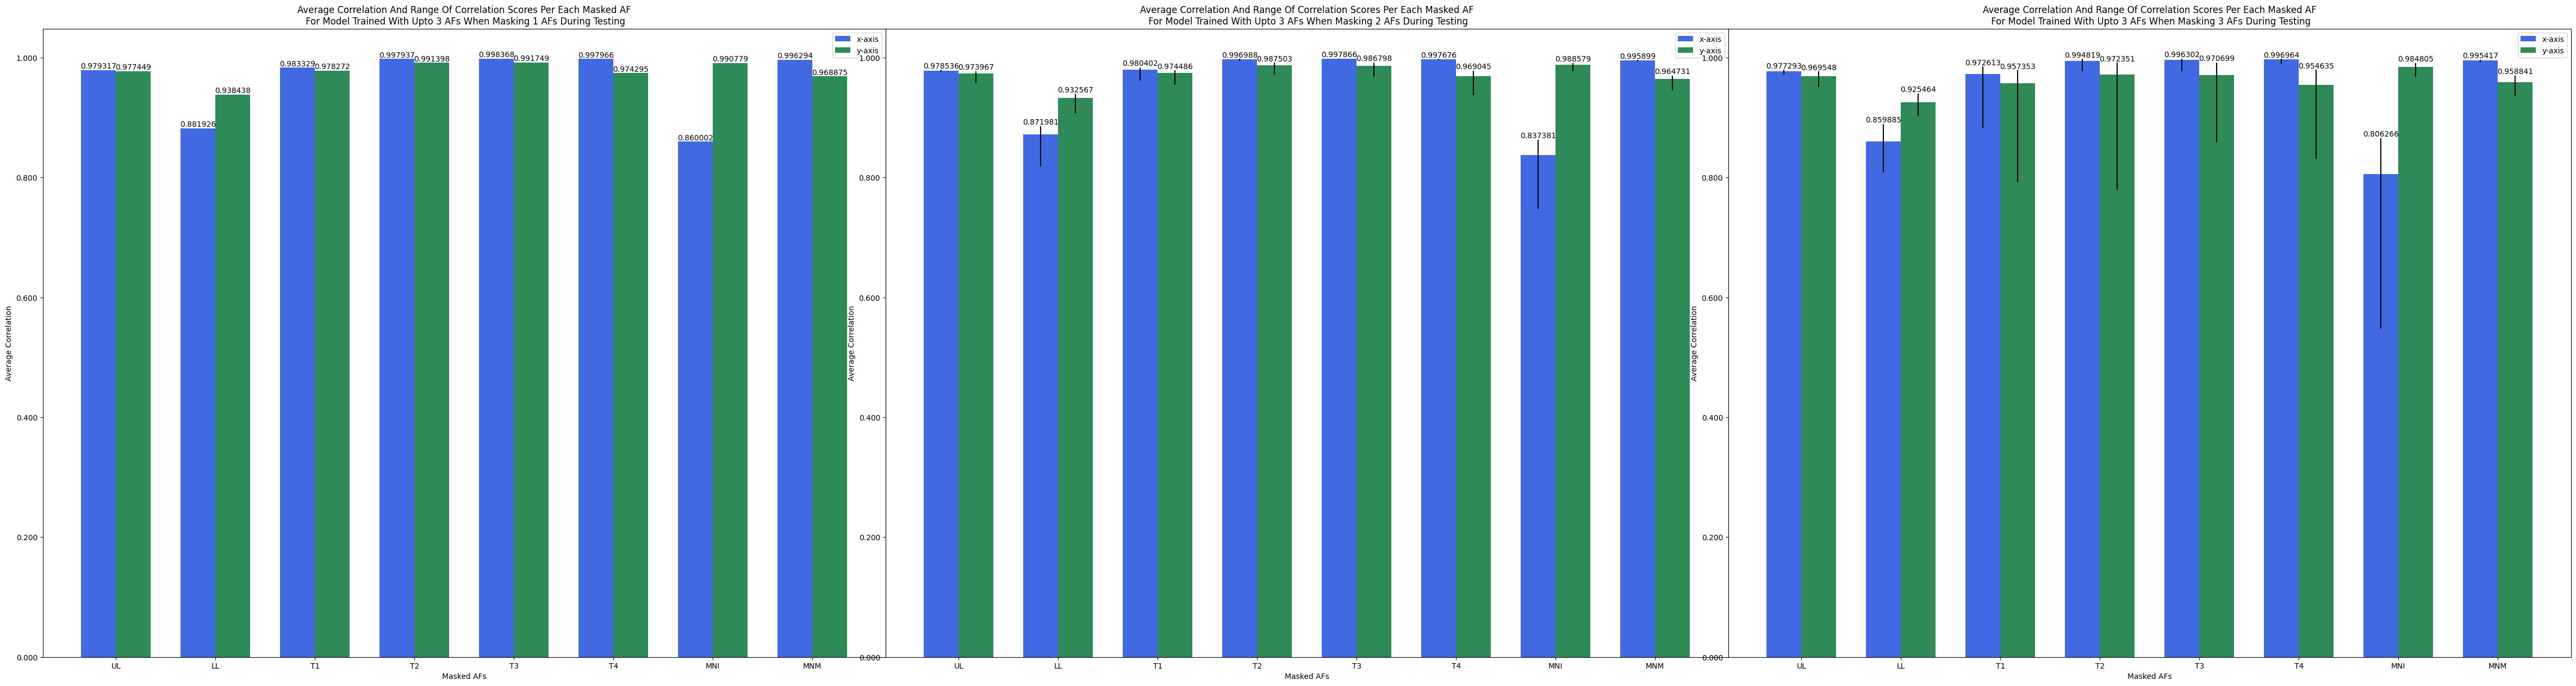 Average Correlation And Range Of Correlation Scores Per Each Masked AF
For Model Trained With Upto 3 AFs When Masking 1 AFs During Testing
x-axis
y-axis
1.000
0.800
0.600
0.400
0.200
0.000
Average Correlation
0.979317
0.977449
0.881926
0.938438
0.983329
0.978272
0.997937
0.991398
0.998368
0.991749
0.997966
0.974295
0.860002
0.990779
0.996294
0.968875
UL
LL
T1
T2
T3
T4
MNI
MNM
Masked AFs
Average Correlation And Range Of Correlation Scores Per Each Masked AF
For Model Trained With Upto 3 AFs When Masking 2 AFs During Testing
x-axis
y-axis
1.000
0.800
0.600
0.400
0.200
0.000
Average Correlation
0.978536
0.973967
0.871981
0.932567
0.980402
0.974486
0.996988
0.987503
0.997866
0.986798
0.997676
0.969045
0.837381
0.988579
0.995899
0.964731
UL
LL
T1
T2
T3
T4
MNI
MNM
Masked AFs
Average Correlation And Range Of Correlation Scores Per Each Masked AF
For Model Trained With Upto 3 AFs When Masking 3 AFs During Testing
x-axis
y-axis
1.000
0.800
0.600
0.400
0.200
0.000
Average Correlation
0.977293
0.969548
0.859885
0.925464
0.972613
0.957353
0.994819
0.972351
0.996302
0.970699
0.996964
0.954635
0.806266
0.984805
0.995417
0.958841
UL
LL
T1
T2
T3
T4
MNI
MNM
Masked AFs